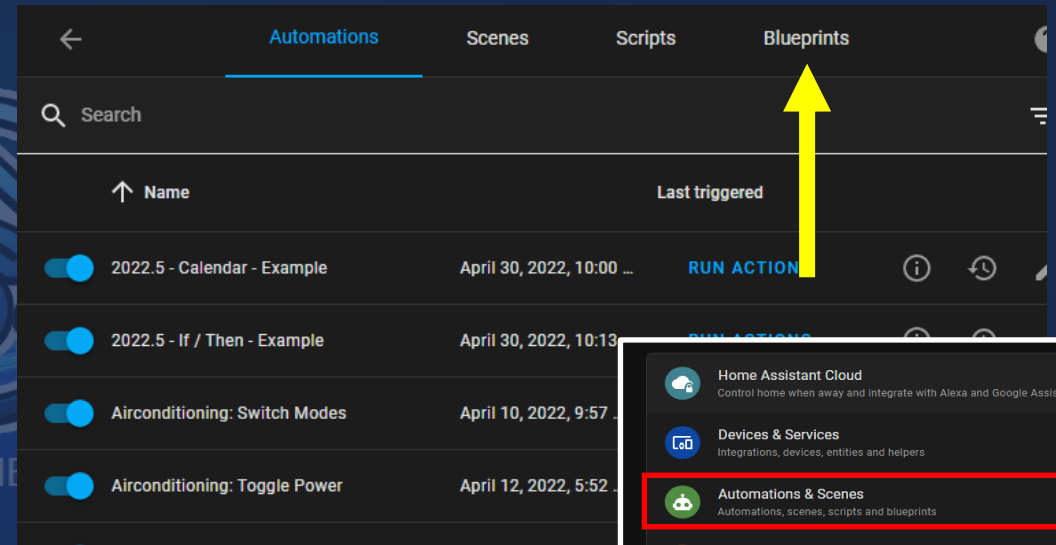 Automations Scenes Scripts Blueprints
Search
Name Last triggered
2022.5 - Calendar - Example April 30, 2022, 10:00 ... RUN ACTION
2022.5 - If / Then - Example April 30, 2022, 10:13 RUN ACTIONS
Airconditioning: Switch Modes April 10, 2022, 9:57 .
Airconditioning: Toggle Power April 12, 2022, 5:52 .
Home Assistant Cloud
Control home when away and integrate with Alexa and Google Assis
Devices & Services
Integrations, devices, entities and helpers
Automations & Scenes
Automations, scenes, scripts and blueprints